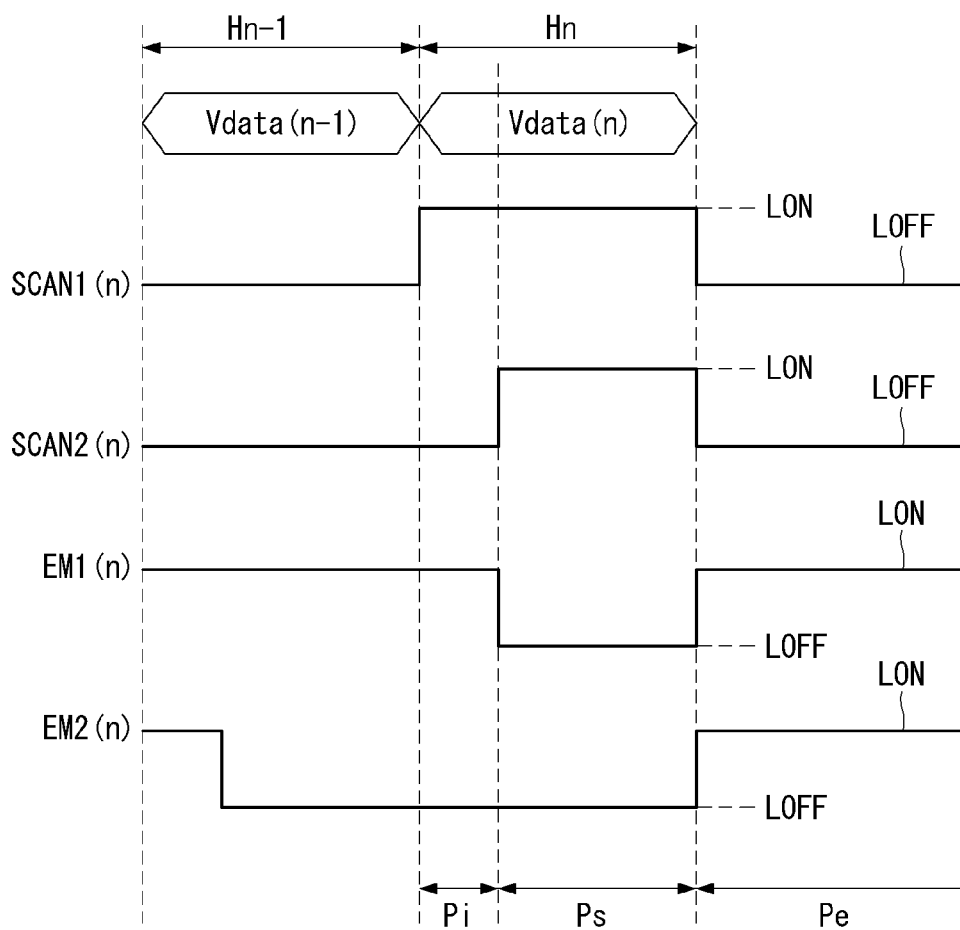 Hn-1 Hn
Vdata(n-1) Vdata(n)
LON
LOFF
SCAN1(n)
LON
LOFF
SCAN2(n)
LON
EM1(n)
LOFF
LON
EM2(n)
LOFF
Pi Ps Pe